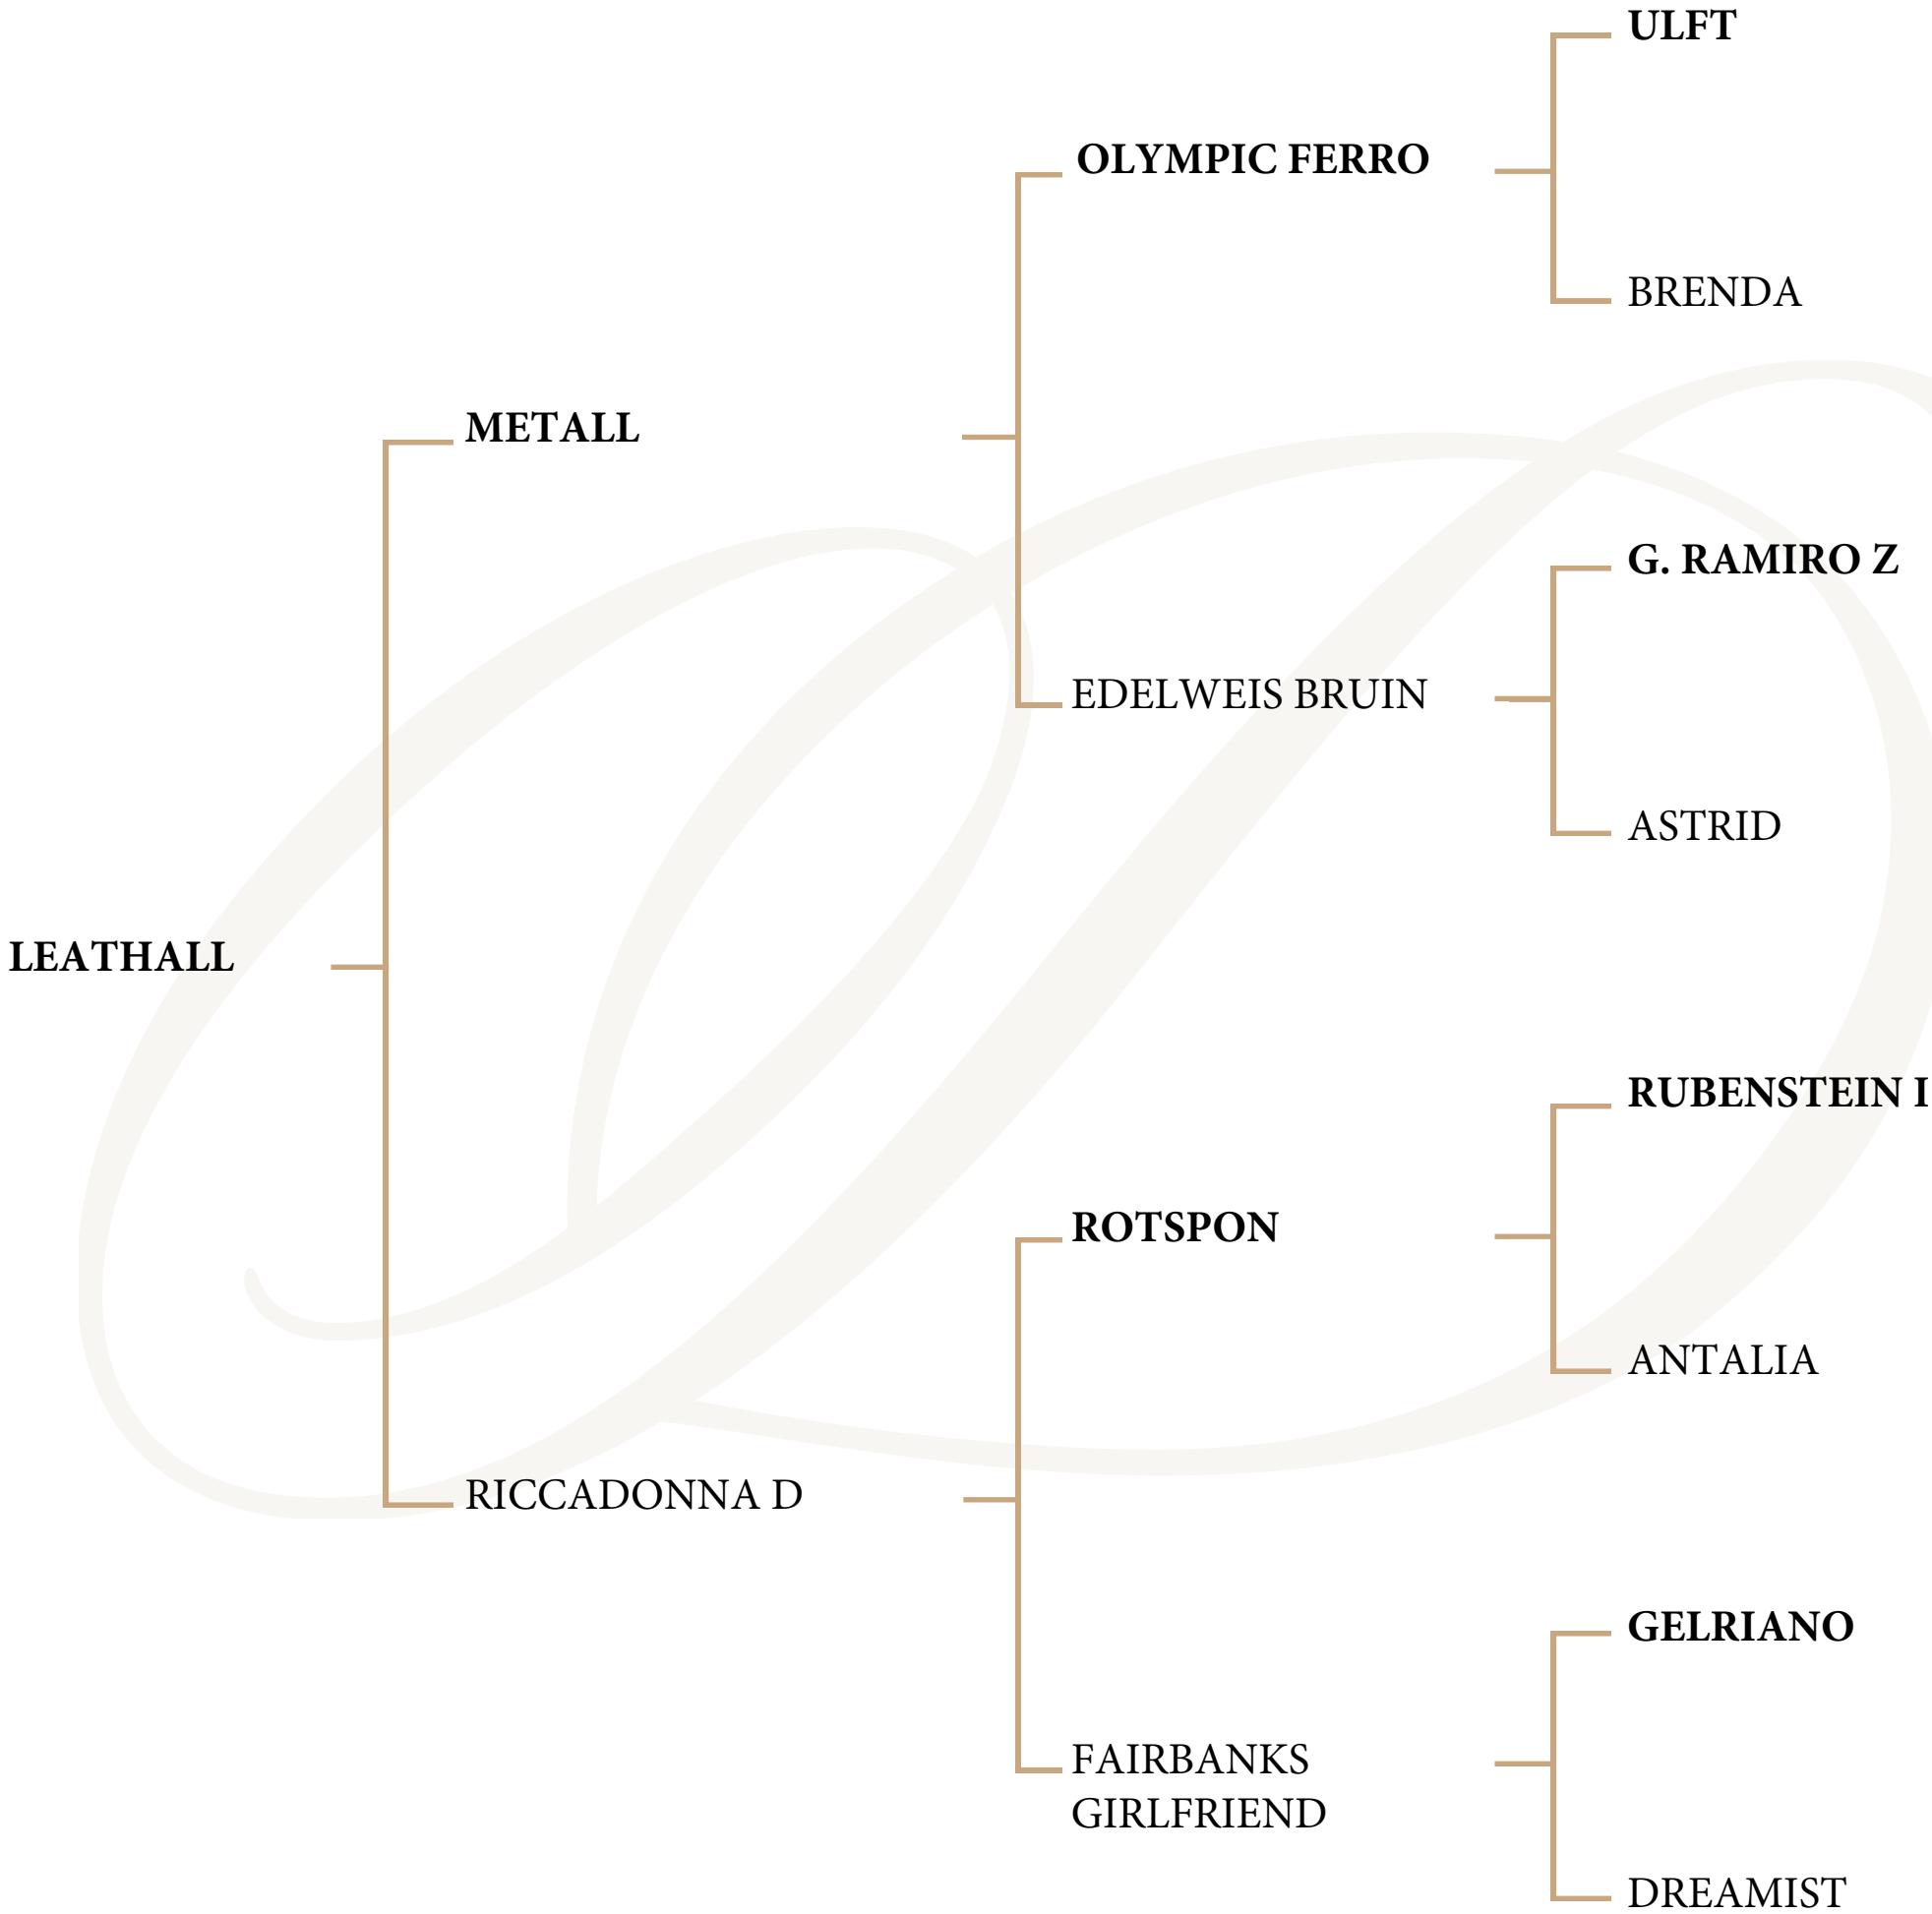 ULFT
OLYMPIC FERRO
BRENDA
METALL
G. RAMIRO Z
EDELWEIS BRUIN
ASTRID
LEATHALL
RUBENSTEIN I
ROTSPON
ANTALIA
RICCADONNA D
GELRIANO
FAIRBANKS
GIRLFRIEND
DREAMIST